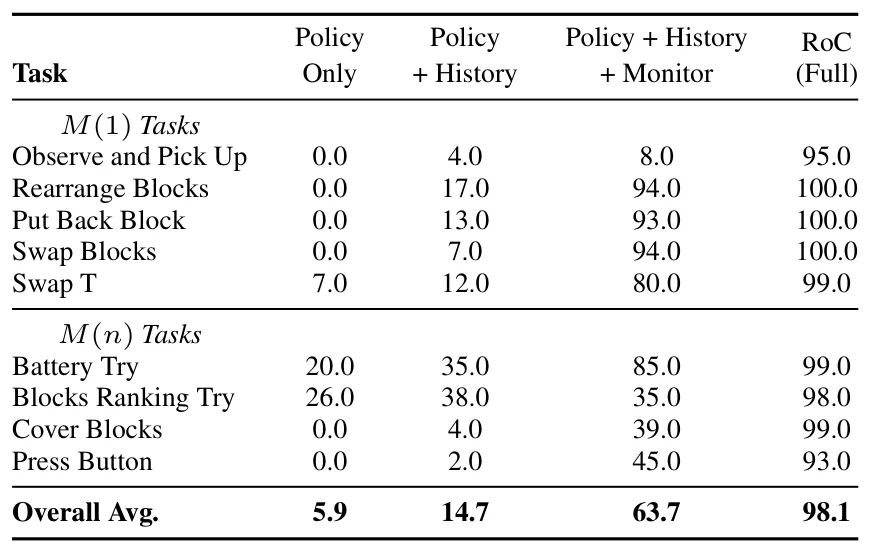 Task Policy Only Policy + History Policy + History + Monitor RoC (Full)
M(1) Tasks
Observe and Pick Up 0.0 4.0 8.0 95.0
Rearrange Blocks 0.0 17.0 94.0 100.0
Put Back Block 0.0 13.0 93.0 100.0
Swap Blocks 0.0 7.0 94.0 100.0
Swap T 7.0 12.0 80.0 99.0
M(n) Tasks
Battery Try 20.0 35.0 85.0 99.0
Blocks Ranking Try 26.0 38.0 35.0 98.0
Cover Blocks 0.0 4.0 39.0 99.0
Press Button 0.0 2.0 45.0 93.0
Overall Avg. 5.9 14.7 63.7 98.1